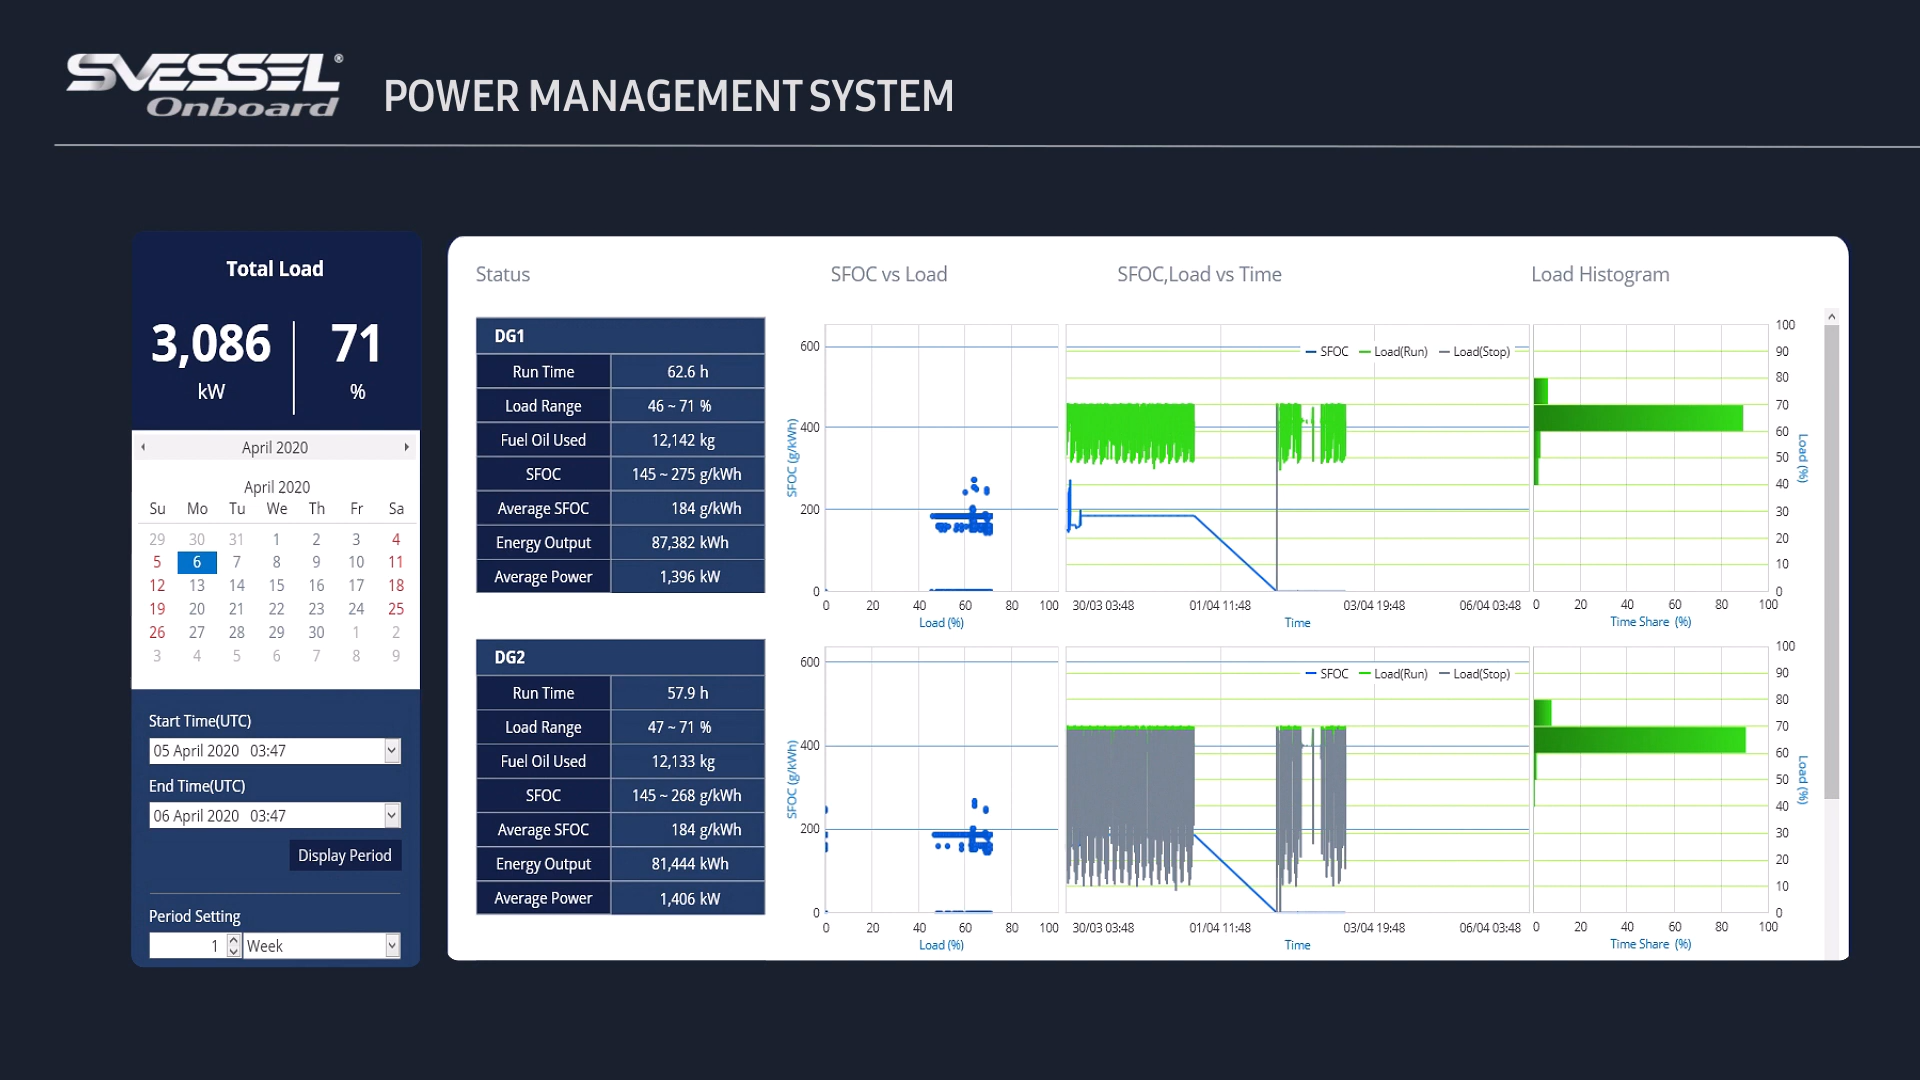 SVESSEL®
Onboard
POWER MANAGEMENT SYSTEM
Total Load
3,086 71
kW %
April 2020
April 2020
Su Mo Tu We Th Fr Sa
29 30 31 1 2 3 4
5 6 7 8 9 10 11
12 13 14 15 16 17 18
19 20 21 22 23 24 25
26 27 28 29 30 1 2
3 4 5 6 7 8 9
Start Time(UTC)
05 April 2020 03:47
End Time(UTC)
06 April 2020 03:47
Display Period
Period Setting
1 Week
Status SFOC vs Load SFOC,Load vs Time Load Histogram
DG1
Run Time 62.6 h
Load Range 46 ~ 71 %
Fuel Oil Used 12,142 kg
SFOC 145 ~ 275 g/kWh
Average SFOC 184 g/kWh
Energy Output 87,382 kWh
Average Power 1,396 kW
SFOC (g/kWh)
600
400
200
0
0 20 40 60 80 100
Load (%)
SFOC Load(Run) Load(Stop)
30/03 03:48 01/04 11:48 03/04 19:48 06/04 03:48
Time
0 20 40 60 80 100
Time Share (%)
100
90
80
70
60
50
40
30
20
10
0
Load (%)
DG2
Run Time 57.9 h
Load Range 47 ~ 71 %
Fuel Oil Used 12,133 kg
SFOC 145 ~ 268 g/kWh
Average SFOC 184 g/kWh
Energy Output 81,444 kWh
Average Power 1,406 kW
SFOC (g/kWh)
600
400
200
0
0 20 40 60 80 100
Load (%)
SFOC Load(Run) Load(Stop)
30/03 03:48 01/04 11:48 03/04 19:48 06/04 03:48
Time
0 20 40 60 80 100
Time Share (%)
100
90
80
70
60
50
40
30
20
10
0
Load (%)